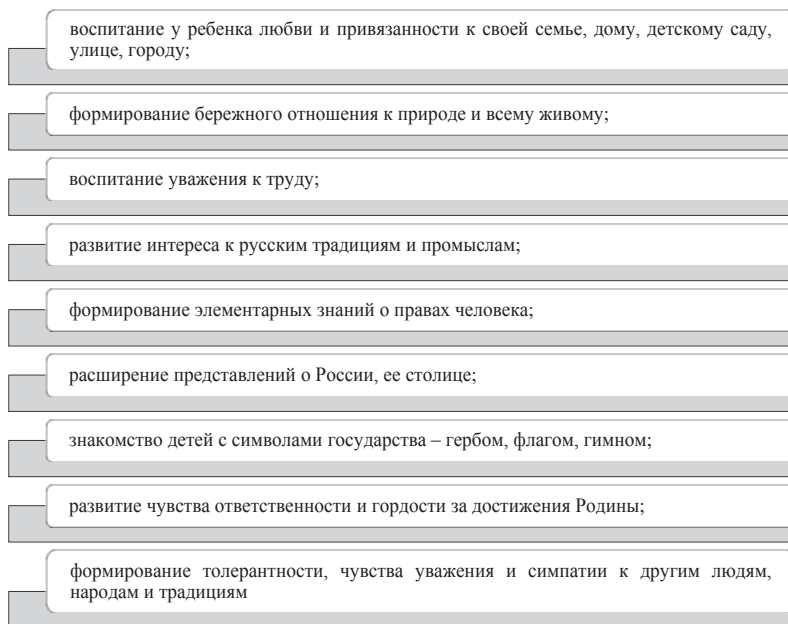 воспитание у ребенка любви и привязанности к своей семье, дому, детскому саду,
улице, городу;
формирование бережного отношения к природе и всему живому;
воспитание уважения к труду;
развитие интереса к русским традициям и промыслам;
формирование элементарных знаний о правах человека;
расширение представлений о России, ее столице;
знакомство детей с символами государства – гербом, флагом, гимном;
развитие чувства ответственности и гордости за достижения Родины;
формирование толерантности, чувства уважения и симпатии к другим людям,
народам и традициям